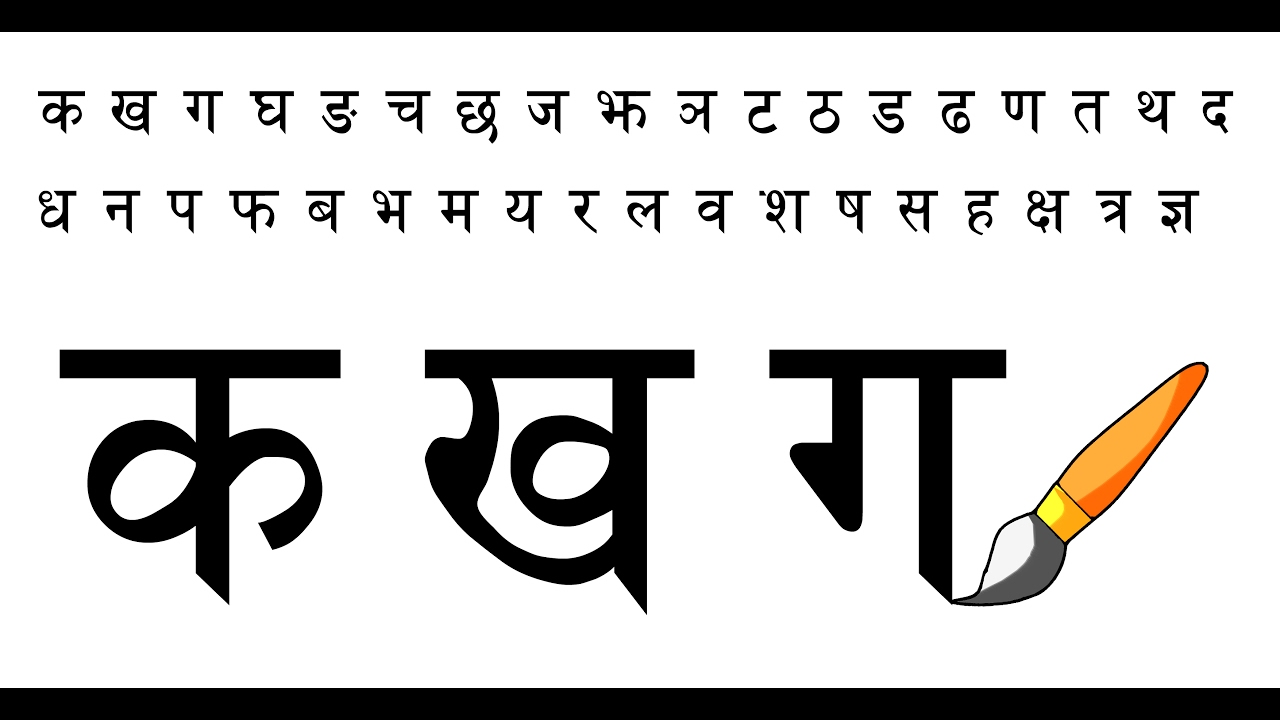 क ख ग घ ङ च छ ज झ ञ ट ठ ड ढ ण त थ द
ध न प फ ब भ म य र ल व श ष स ह क्ष त्र ज्ञ
क ख ग